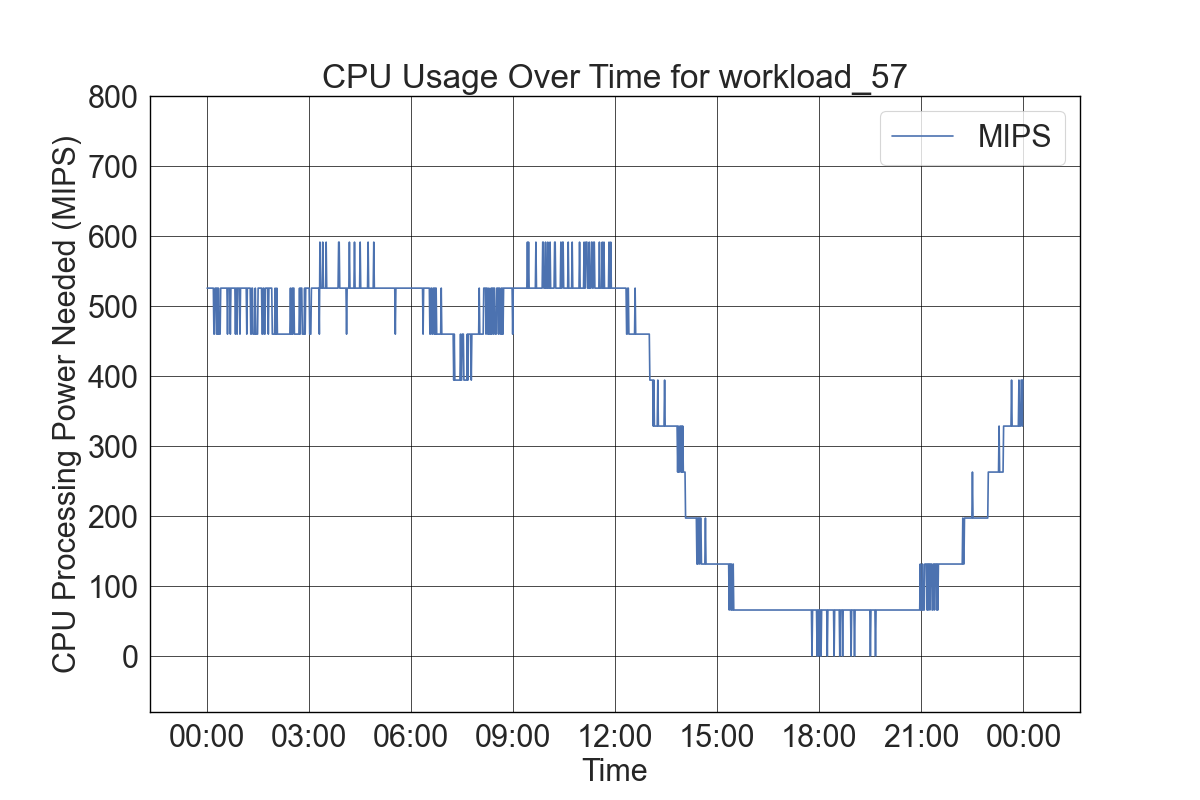 CPU Usage Over Time for workload_57
MIPS
CPU Processing Power Needed (MIPS)
800
700
600
500
400
300
200
100
0
00:00 03:00 06:00 09:00 12:00 15:00 18:00 21:00 00:00
Time